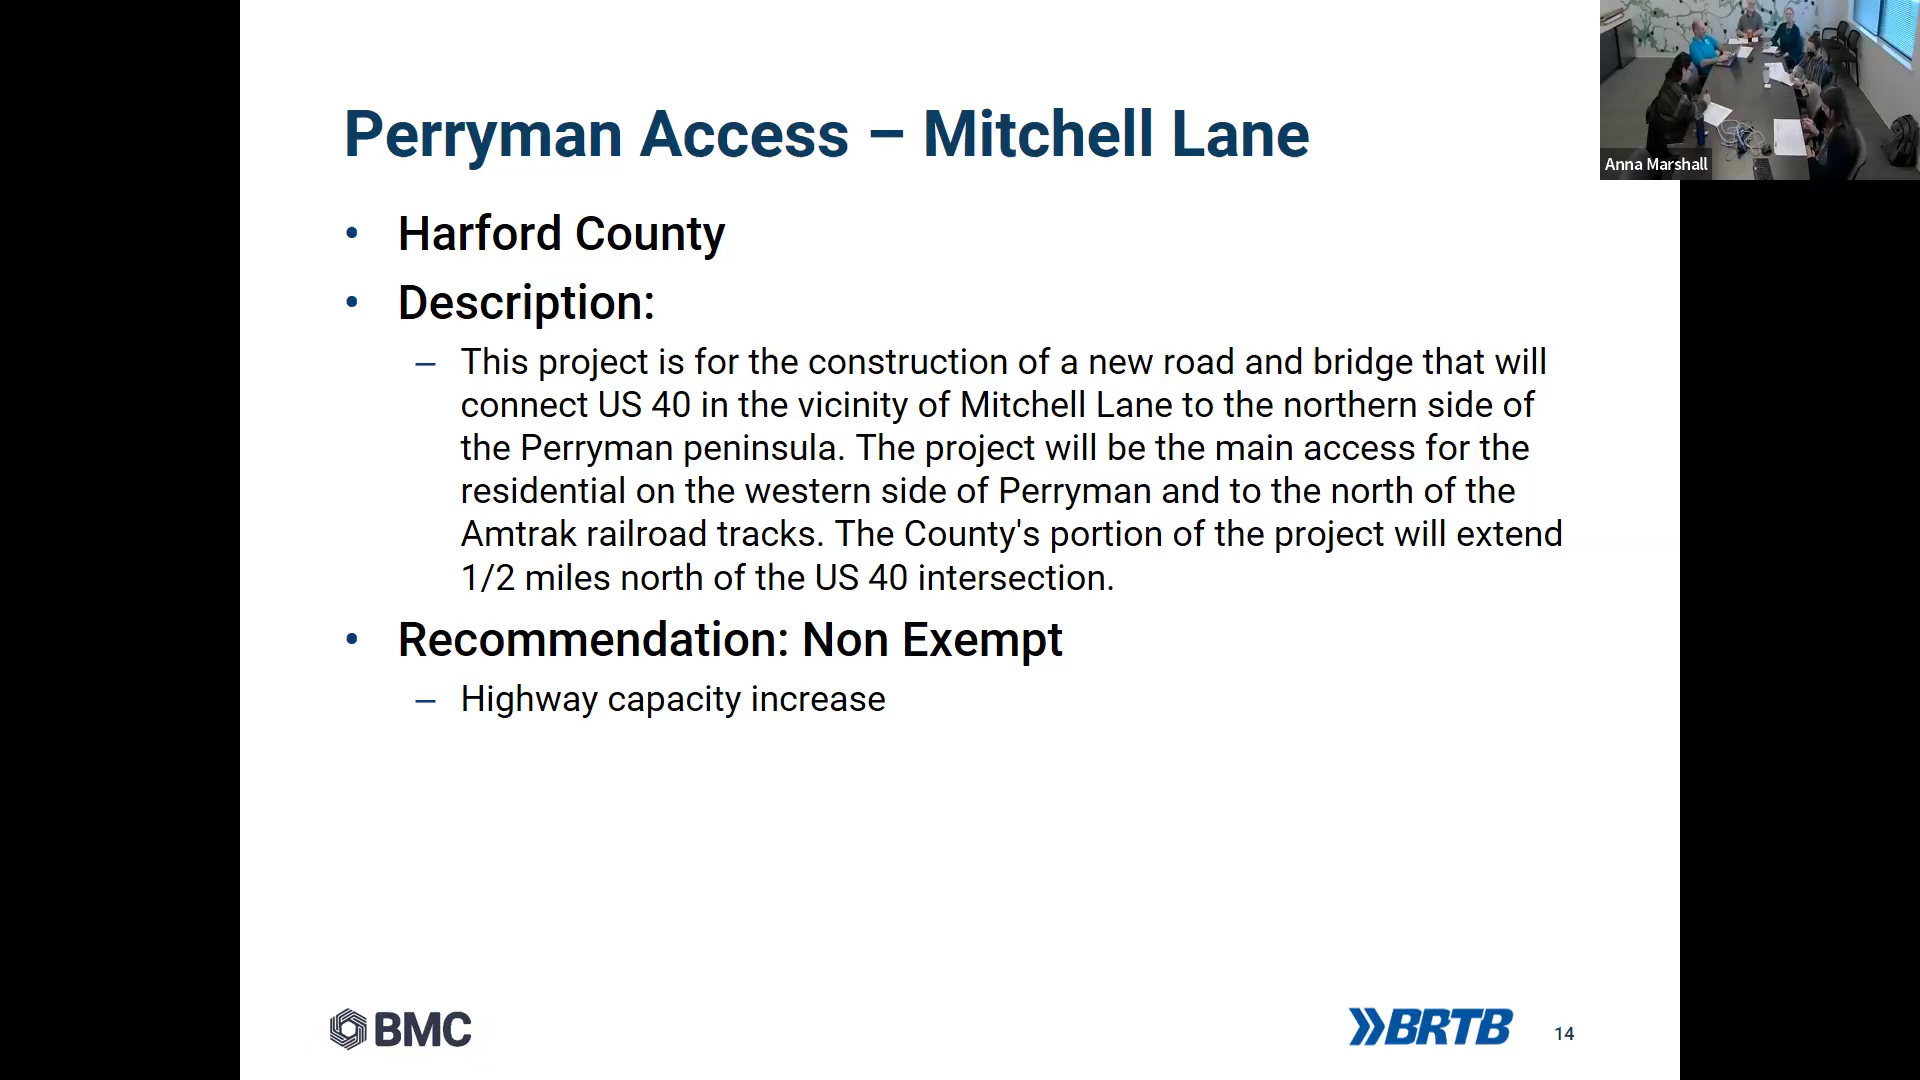 Perryman Access – Mitchell Lane
Anna Marshall
• Harford County
• Description:
– This project is for the construction of a new road and bridge that will
connect US 40 in the vicinity of Mitchell Lane to the northern side of
the Perryman peninsula. The project will be the main access for the
residential on the western side of Perryman and to the north of the
Amtrak railroad tracks. The County's portion of the project will extend
1/2 miles north of the US 40 intersection.
• Recommendation: Non Exempt
– Highway capacity increase
BMC
BRTB
14